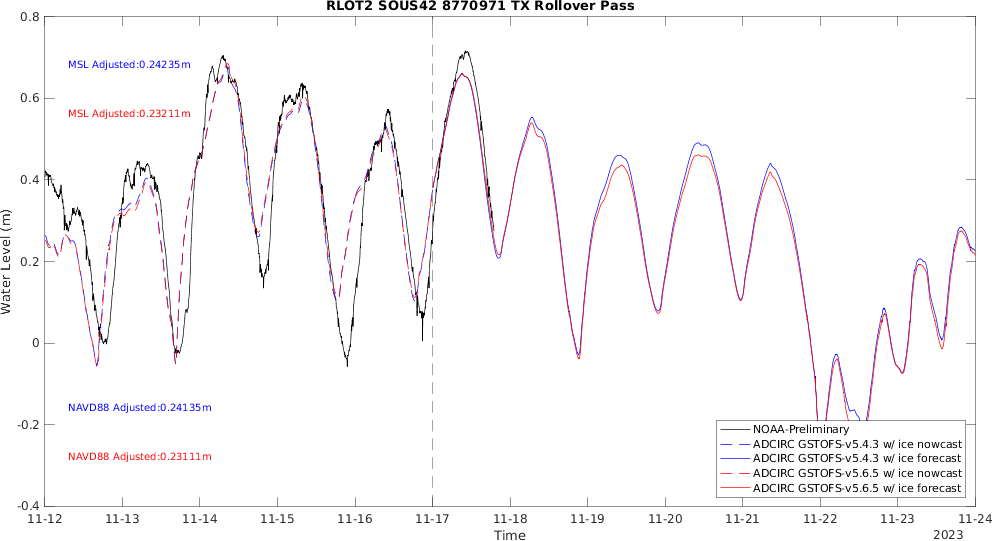 RLOT2 SOUS42 8770971 TX Rollover Pass
0.8
0.6
0.4
0.2
0
-0.2
-0.4
Water Level (m)
MSL Adjusted:0.24235m
MSL Adjusted:0.23211m
NAVD88 Adjusted:0.24135m
NAVD88 Adjusted:0.23111m
NOAA-Preliminary
ADCIRC GSTOFS-v5.4.3 w/ ice nowcast
ADCIRC GSTOFS-v5.4.3 w/ ice forecast
ADCIRC GSTOFS-v5.6.5 w/ ice nowcast
ADCIRC GSTOFS-v5.6.5 w/ ice forecast
11-12 11-13 11-14 11-15 11-16 11-17 11-18 11-19 11-20 11-21 11-22 11-23 11-24
Time
2023